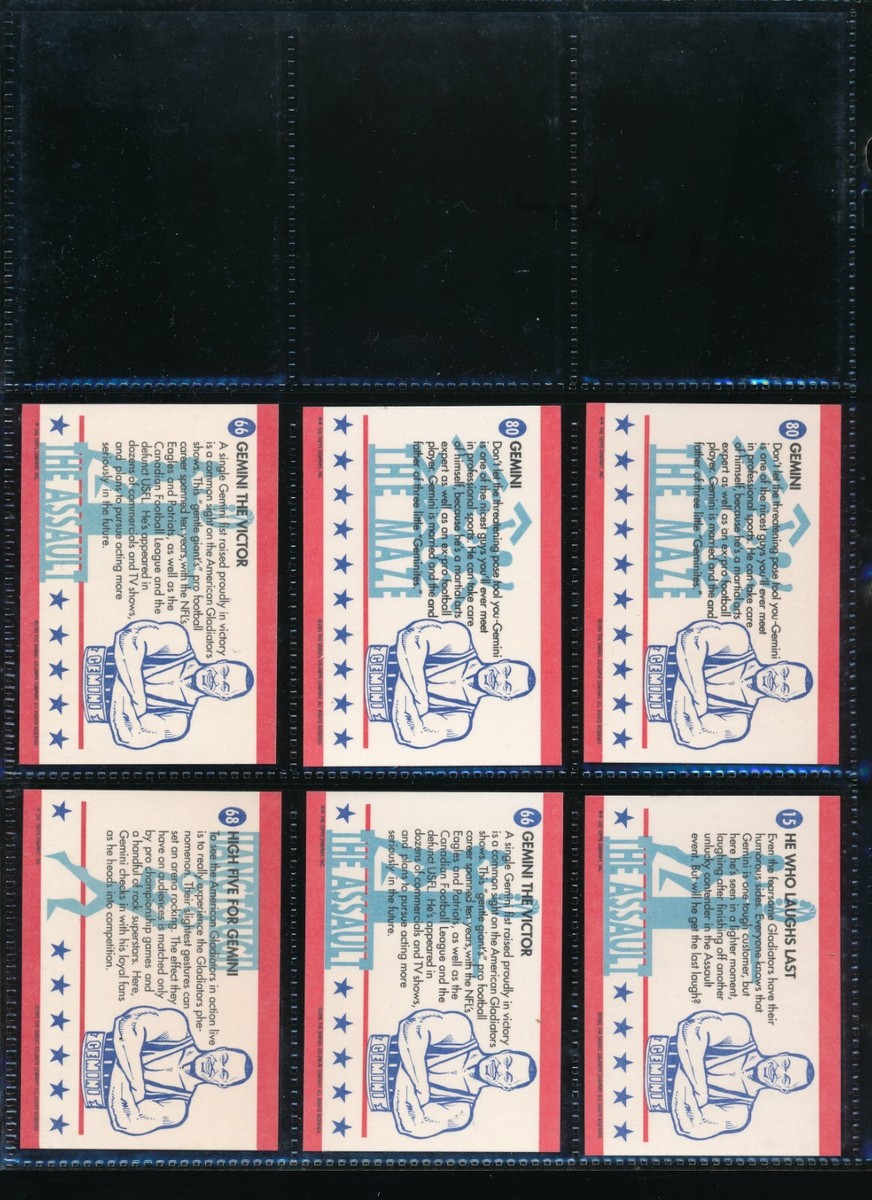 66 GEMINI THE VICTOR
A single Gemini fist raised proudly in victory
is a common sight on the American Gladiators
shows. This "gentle giant's" pro football
career spanned ten years, with the NFL's
Eagles and Patriots, as well as the
Canadian Football League and the
defunct USFL. He's appeared in
dozens of commercials and TV shows,
and plans to pursue acting more
seriously in the future.
THE ASSAULT
GEMINI
80 GEMINI
Don't let the threatening pose fool you-Gemini
is one of the nicest guys you'll ever meet
in professional sports. He can take care
of himself, because he's a martial arts
expert as well as an ex-pro football
player. Gemini is married and the and
father of three little "Geminites."
THE MAZE
GEMINI
80 GEMINI
Don't let the threatening pose fool you-Gemini
is one of the nicest guys you'll ever meet
in professional sports. He can take care
of himself, because he's a martial arts
expert as well as an ex-pro football
player. Gemini is married and the and
father of three little "Geminites."
THE MAZE
GEMINI
68 HIGH FIVE FOR GEMINI
To see the American Gladiators in action live
is to really experience the Gladiators phe-
nomenon. Their slightest gestures can
set an arena rocking. The effect they
have on audiences is matched only
by pro championship games and
a handful of rock superstars. Here,
Gemini checks in with his loyal fans
as he heads into competition.
GEMINI
66 GEMINI THE VICTOR
A single Gemini fist raised proudly in victory
is a common sight on the American Gladiators
shows. This "gentle giant's" pro football
career spanned ten years, with the NFL's
Eagles and Patriots, as well as the
Canadian Football League and the
defunct USFL. He's appeared in
dozens of commercials and TV shows,
and plans to pursue acting more
seriously in the future.
THE ASSAULT
GEMINI
15 HE WHO LAUGHS LAST
Even the fearsome Gladiators have their
humorous sides. Everyone knows that
Gemini is one tough customer, but
here he's seen in a lighter moment,
laughing after finishing off another
unlucky contender in the Assault
event. But will he get the last laugh?
THE ASSAULT
GEMINI